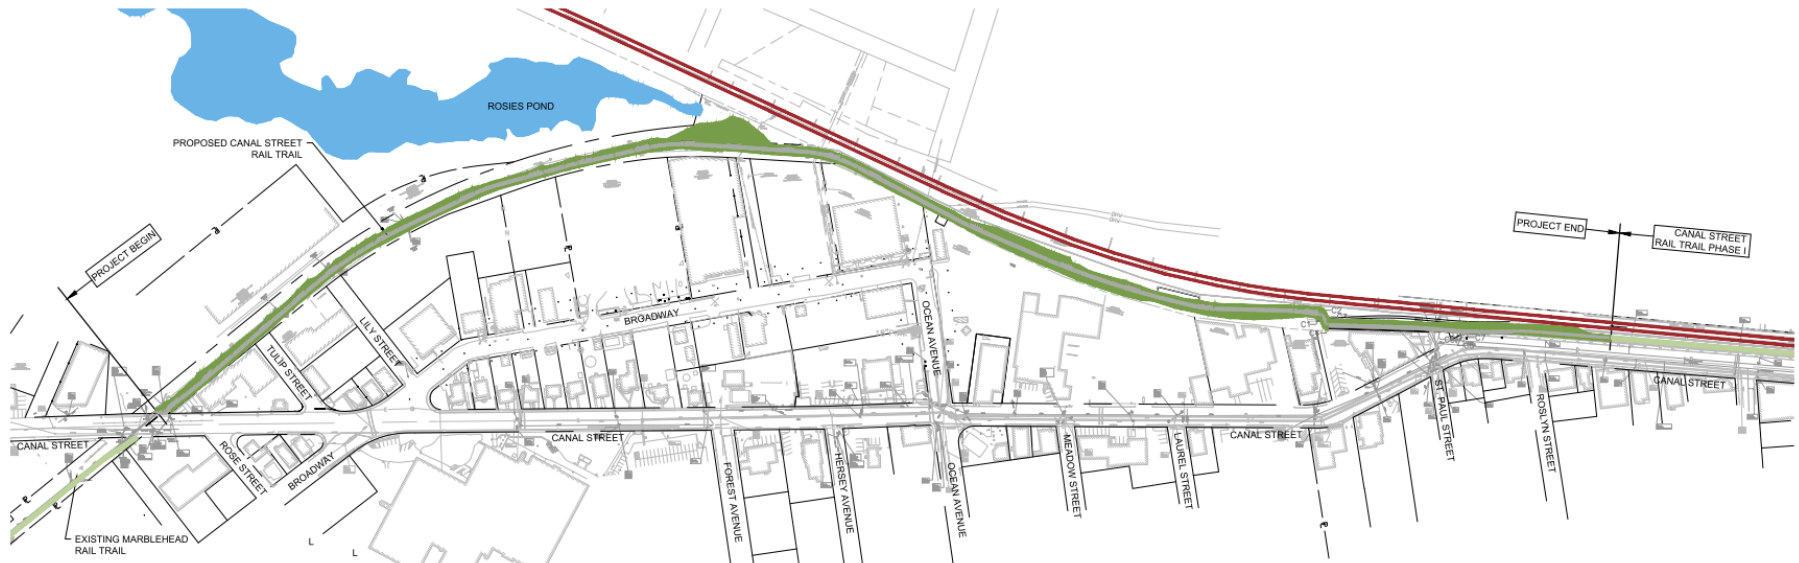 ROSIES POND
PROPOSED CANAL STREET
RAIL TRAIL
PROJECT BEGIN
PROJECT END
CANAL STREET
RAIL TRAIL PHASE I
LILY STREET
TULIP STREET
BROADWAY
OCEAN AVENUE
CANAL STREET
CANAL STREET
CANAL STREET
CANAL STREET
ROSE STREET
BROADWAY
FOREST AVENUE
HERSEY AVENUE
OCEAN AVENUE
MEADOW STREET
LAUREL STREET
ST. PAUL STREET
ROSLYN STREET
EXISTING MARBLEHEAD
RAIL TRAIL
L
L